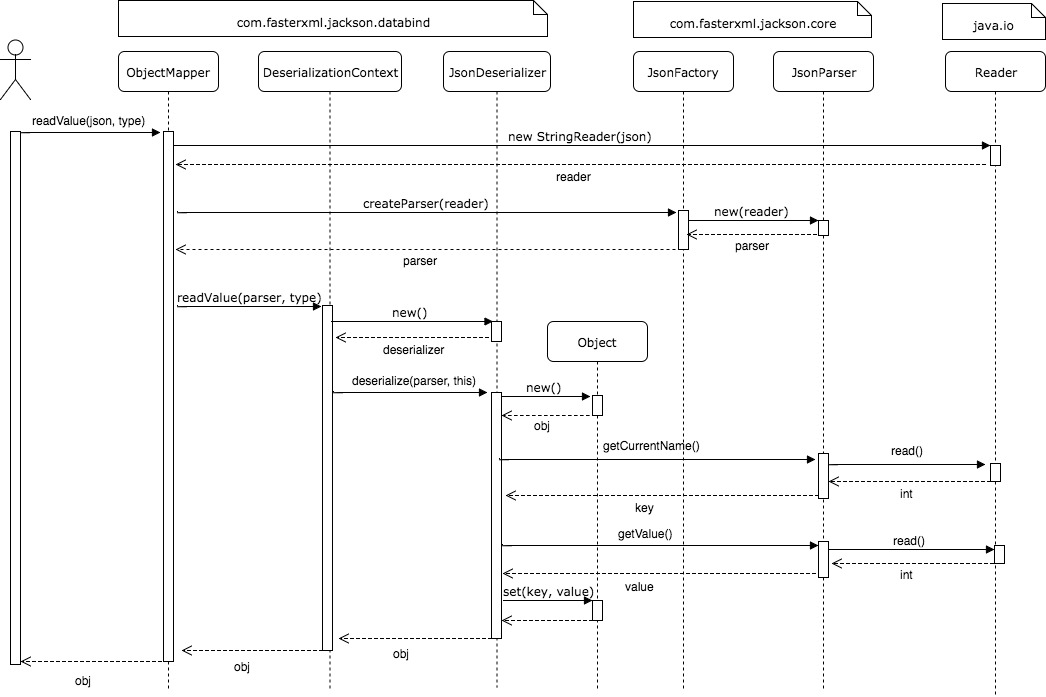 com.fasterxml.jackson.databind
com.fasterxml.jackson.core
java.io
ObjectMapper
DeserializationContext
JsonDeserializer
JsonFactory
JsonParser
Reader
readValue(json, type)
new StringReader(json)
reader
createParser(reader)
new(reader)
parser
parser
readValue(parser, type)
new()
deserializer
Object
deserialize(parser, this)
new()
obj
getCurrentName()
read()
int
key
getValue()
read()
int
value
set(key, value)
obj
obj
obj